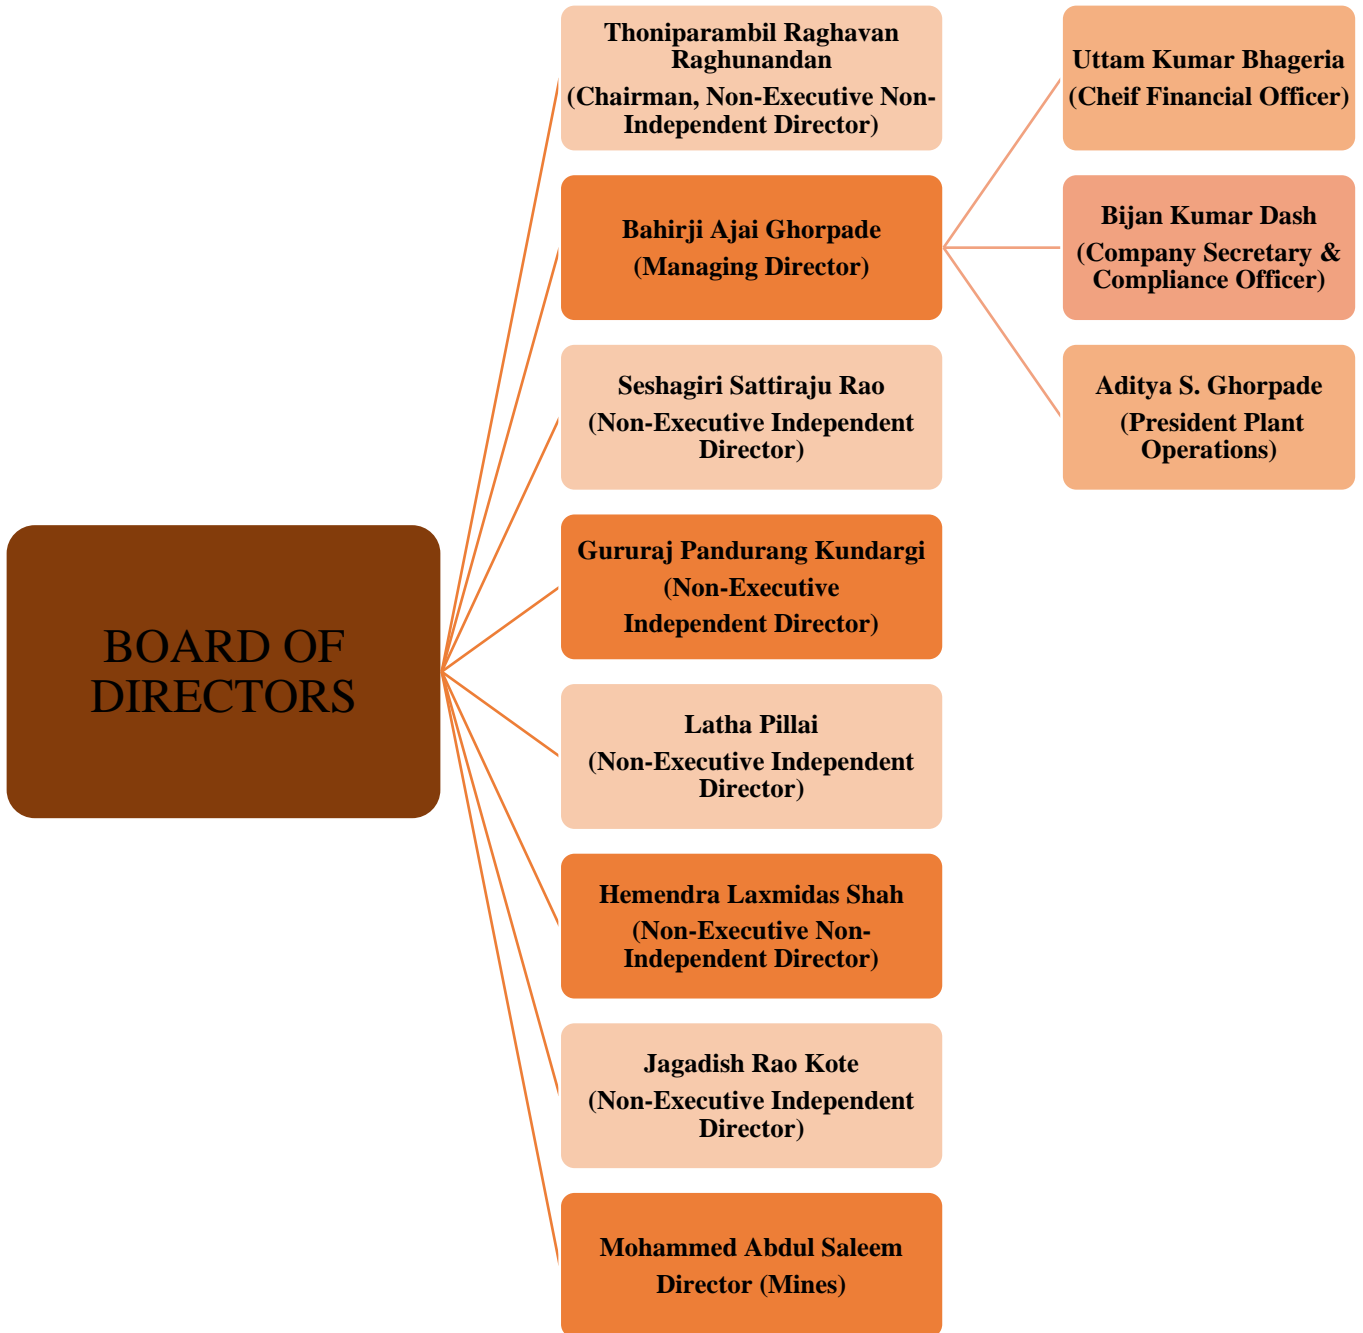 BOARD OF
DIRECTORS
Thoniparambil Raghavan
Raghunandan
(Chairman, Non-Executive Non-
Independent Director)
Bahirji Ajai Ghorpade
(Managing Director)
Uttam Kumar Bhageria
(Cheif Financial Officer)
Bijan Kumar Dash
(Company Secretary &
Compliance Officer)
Aditya S. Ghorpade
(President Plant
Operations)
Seshagiri Sattiraju Rao
(Non-Executive Independent
Director)
Gururaj Pandurang Kundargi
(Non-Executive
Independent Director)
Latha Pillai
(Non-Executive Independent
Director)
Hemendra Laxmidas Shah
(Non-Executive Non-
Independent Director)
Jagadish Rao Kote
(Non-Executive Independent
Director)
Mohammed Abdul Saleem
Director (Mines)